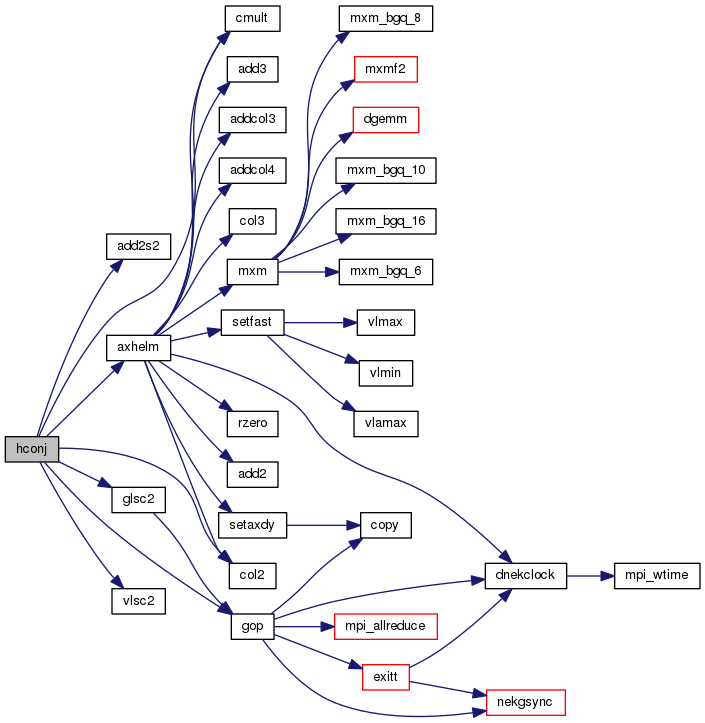 cmult
mxm_bgq_8
add3
mxmf2
addcol3
dgemm
addcol4
mxm_bgq_10
col3
mxm_bgq_16
add2s2
mxm
mxm_bgq_6
setfast
vlmax
axhelm
vlmin
rzero
vlamax
hconj
add2
glsc2
setaxdy
copy
col2
dnekclock
mpi_wtime
vlsc2
gop
mpi_allreduce
exitt
nekgsync